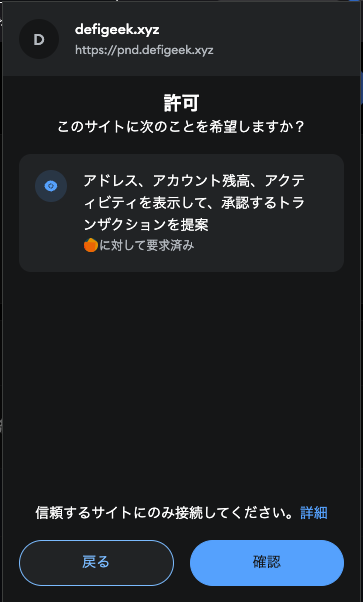 D
defigeek.xyz
https://pnd.defigeek.xyz
許可
このサイトに次のことを希望しますか？
アドレス、アカウント残高、アクテ
ィビティを表示して、承認するトラ
ンザクションを提案
🍊に対して要求済み
信頼するサイトにのみ接続してください。詳細
戻る
確認